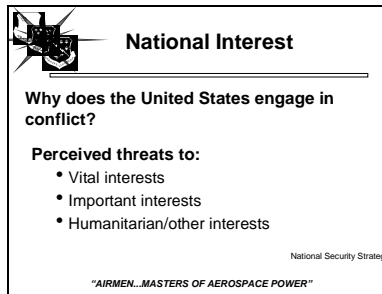 National Interest
Why does the United States engage in
conflict?
Perceived threats to:
• Vital interests
• Important interests
• Humanitarian/other interests
National Security Strateg
“AIRMEN...MASTERS OF AEROSPACE POWER”